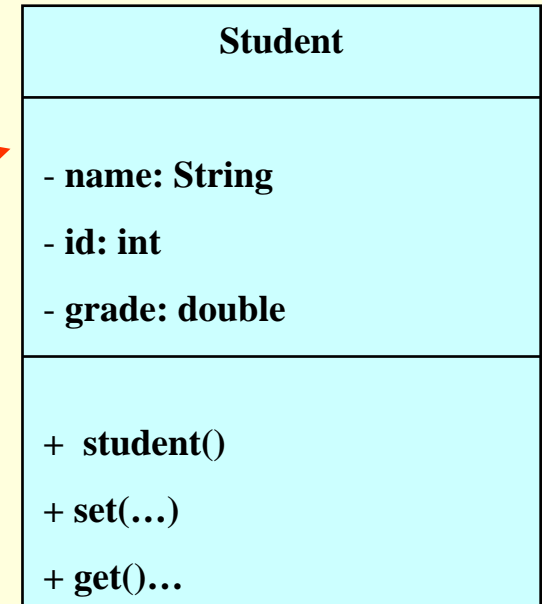 Student
- name: String
- id: int
- grade: double
+ student()
+ set(…)
+ get()…